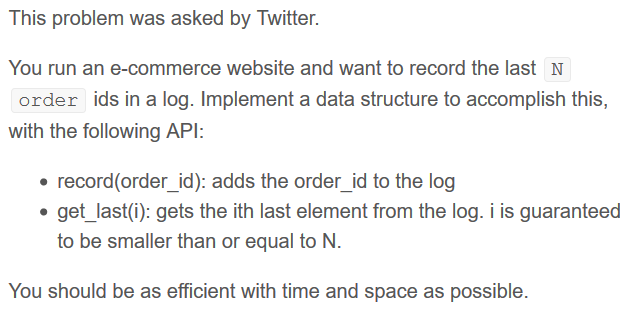 This problem was asked by Twitter.
You run an e-commerce website and want to record the last N
order ids in a log. Implement a data structure to accomplish this,
with the following API:
• record(order_id): adds the order_id to the log
• get_last(i): gets the ith last element from the log. i is guaranteed
to be smaller than or equal to N.
You should be as efficient with time and space as possible.